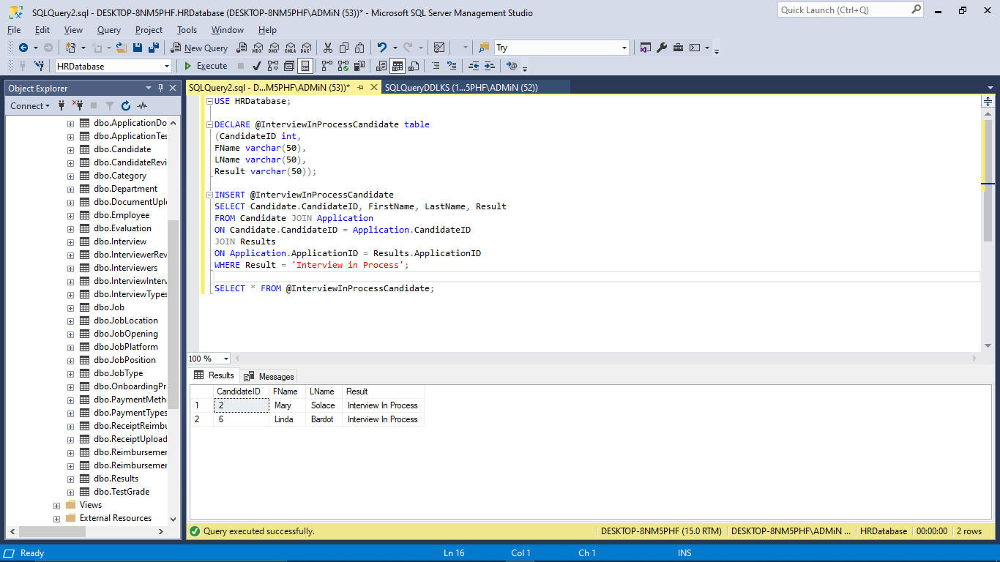 SQLQuery2.sql - DESKTOP-8NM5PHF.HRDatabase (DESKTOP-8NM5PHF\ADMiN (53))* - Microsoft SQL Server Management Studio
Quick Launch (Ctrl+Q)
File Edit View Query Project Tools Window Help
New Query MDX DMX XMLA DAX Try
HRDatabase Execute
Object Explorer
SQLQuery2.sql - D...M5PHF\ADMiN (53))* SQLQueryDDLKS (1...5PHF\ADMiN (52))
Connect
dbo.ApplicationDo
dbo.ApplicationTes
dbo.Candidate
dbo.CandidateRevi
dbo.Category
dbo.Department
dbo.DocumentUplo
dbo.Employee
dbo.Evaluation
dbo.Interview
dbo.InterviewerRev
dbo.Interviewers
dbo.InterviewInterv
dbo.InterviewTypes
dbo.Job
dbo.JobLocation
dbo.JobOpening
dbo.JobPlatform
dbo.JobPosition
dbo.JobType
dbo.OnboardingPr
dbo.PaymentMeth
dbo.PaymentTypes
dbo.ReceiptReimbu
dbo.ReceiptUpload
dbo.Reimbursemer
dbo.Reimbursemer
dbo.Results
dbo.TestGrade
Views
External Resources
USE HRDatabase;
DECLARE @InterviewInProcessCandidate table
(CandidateID int,
FName varchar(50),
LName varchar(50),
Result varchar(50));
INSERT @InterviewInProcessCandidate
SELECT Candidate.CandidateID, FirstName, LastName, Result
FROM Candidate JOIN Application
ON Candidate.CandidateID = Application.CandidateID
JOIN Results
ON Application.ApplicationID = Results.ApplicationID
WHERE Result = 'Interview in Process';
SELECT * FROM @InterviewInProcessCandidate;
100 %
Results Messages
CandidateID FName LName Result
1 2 Mary Solace Interview In Process
2 6 Linda Bardot Interview In Process
Query executed successfully. DESKTOP-8NM5PHF (15.0 RTM) DESKTOP-8NM5PHF\ADMiN ... HRDatabase 00:00:00 2 rows
Ready Ln 16 Col 1 Ch 1 INS